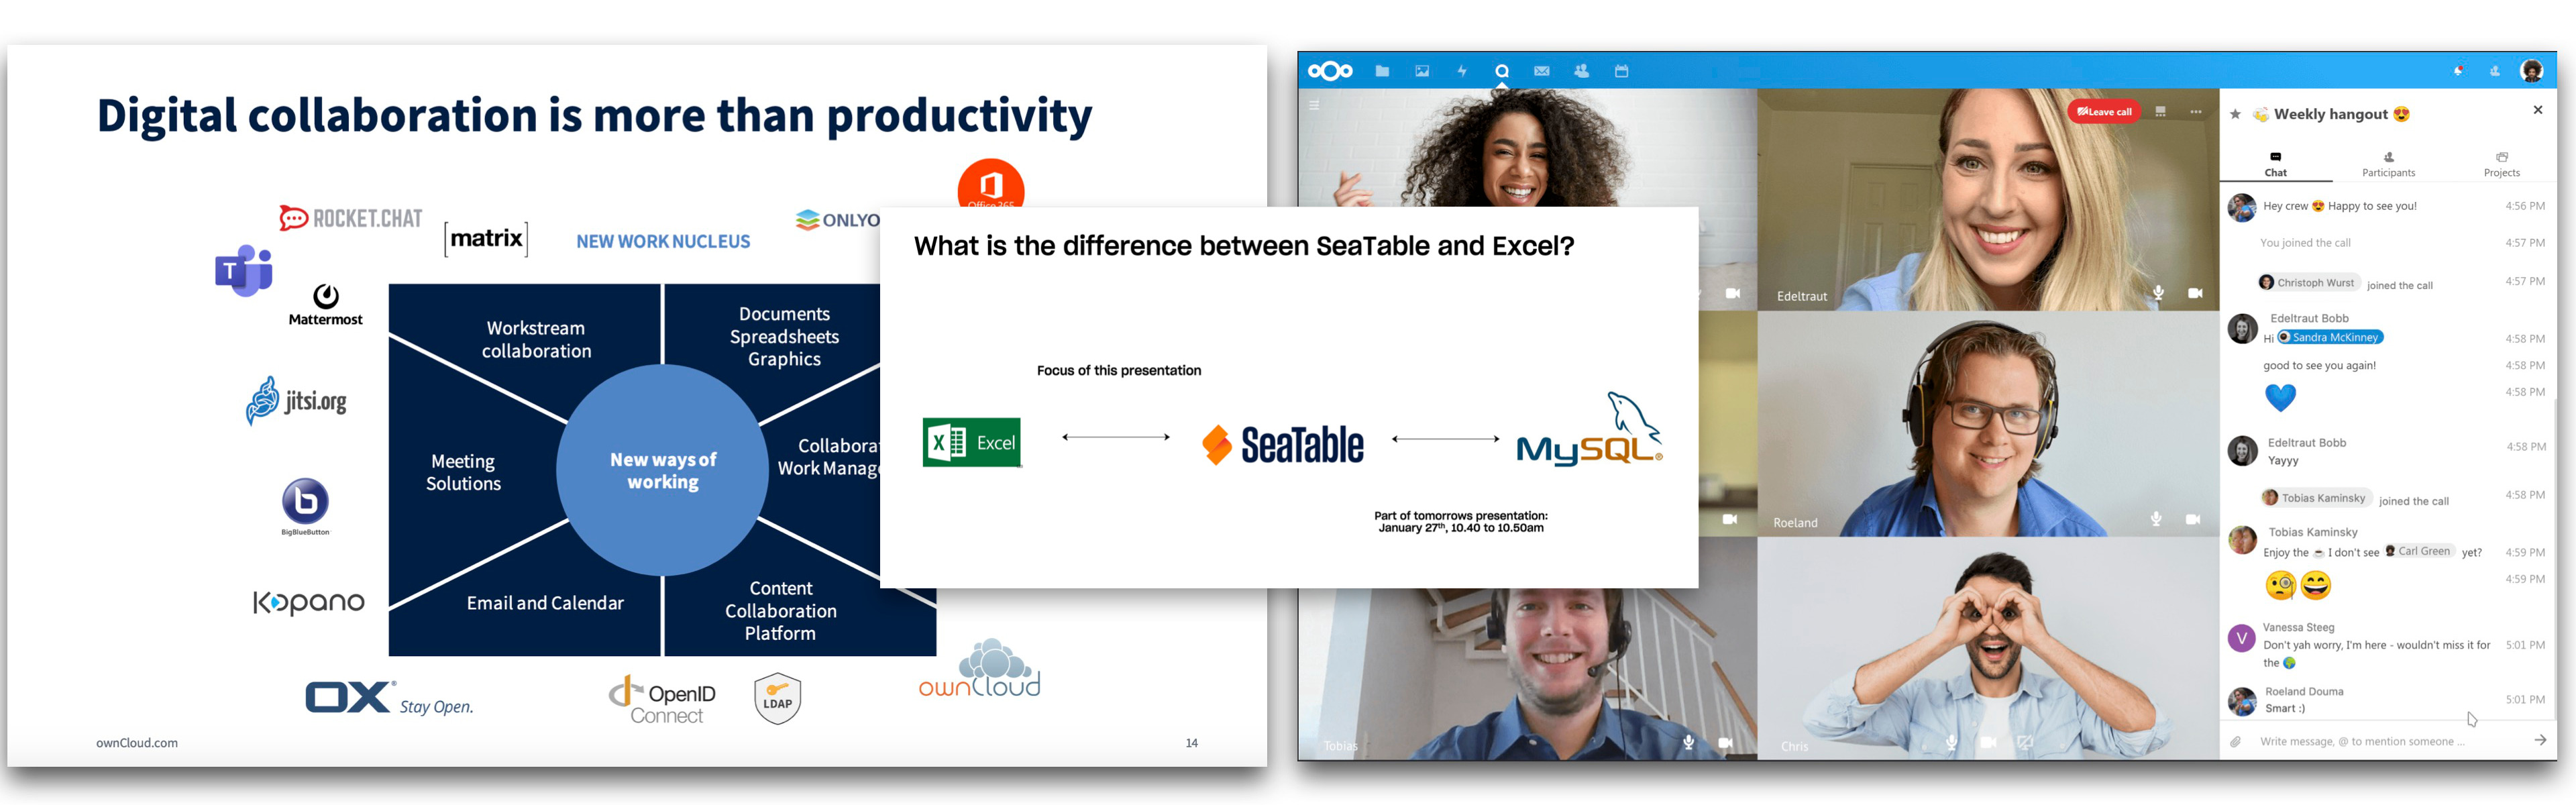 Digital collaboration is more than productivity
Office 365
ROCKET.CHAT
[matrix]
NEW WORK NUCLEUS
ONLYO
T
Mattermost
jitsi.org
b
BigBlueButton
Kopano
OX® Stay Open.
OpenID
Connect
LDAP
ownCloud
Workstream
collaboration
Documents
Spreadsheets
Graphics
Meeting
Solutions
New ways of
working
Collabora
Work Manag
Email and Calendar
Content
Collaboration
Platform
ownCloud.com
14
What is the difference between SeaTable and Excel?
Focus of this presentation
X Excel
SeaTable
MySQL®
Part of tomorrows presentation:
January 27th, 10.40 to 10.50am
Leave call
Edeltraut
Roeland
Tobias
Chris
Weekly hangout
Chat
Participants
Projects
Hey crew 😍 Happy to see you! 4:56 PM
You joined the call 4:57 PM
Christoph Wurst joined the call 4:57 PM
Edeltraut Bobb
Hi Sandra McKinney 4:58 PM
good to see you again! 4:58 PM
💙 4:58 PM
Edeltraut Bobb 4:58 PM
Yayyy
Tobias Kaminsky joined the call 4:58 PM
Tobias Kaminsky
Enjoy the ☕ I don't see Carl Green yet? 4:59 PM
🧐😄 4:59 PM
V
Vanessa Steeg
Don't yah worry, I'm here - wouldn't miss it for 5:01 PM
the 🌍
Roeland Douma
Smart :) 5:01 PM
Write message, @ to mention someone ...